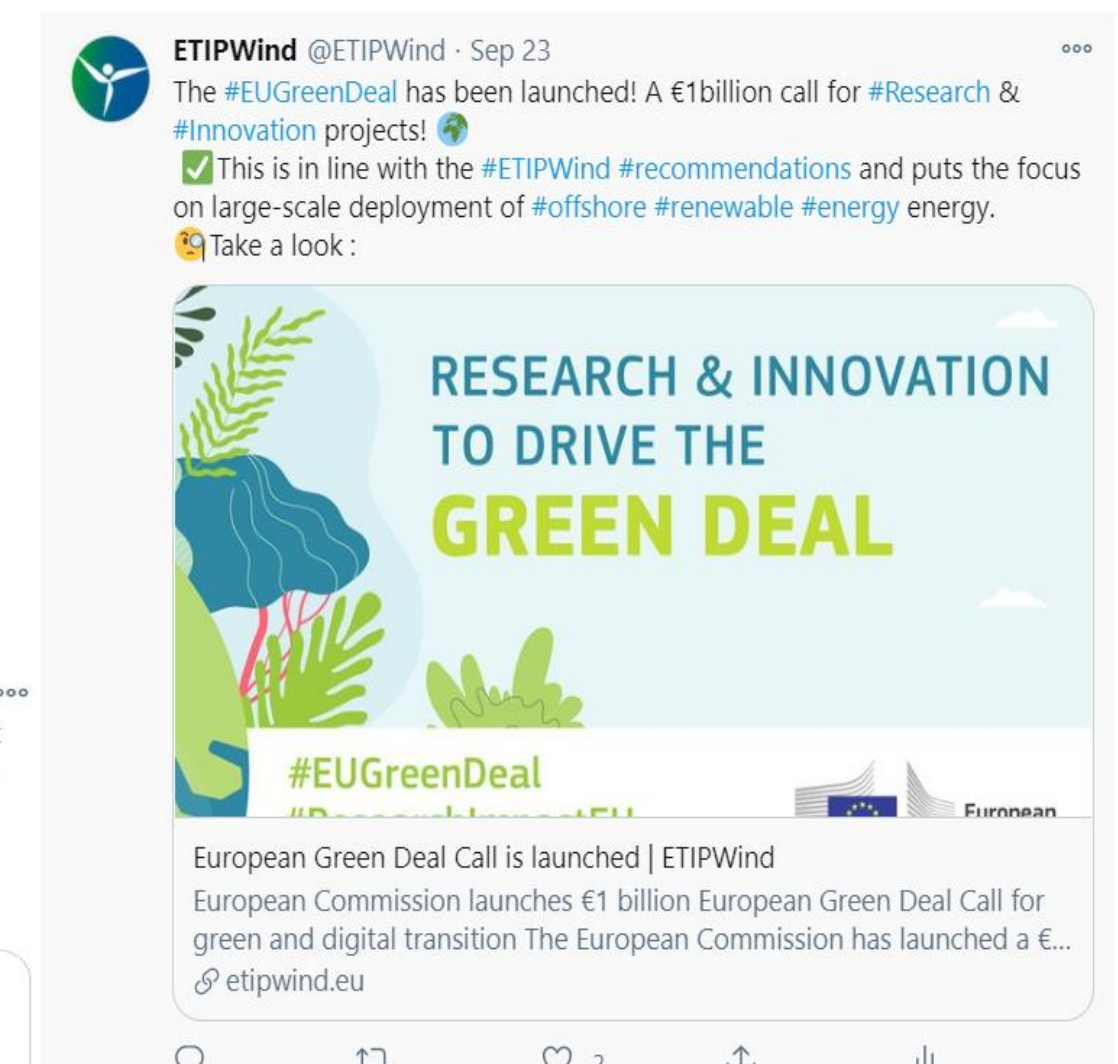 ETIPWind @ETIPWind · Sep 23
The #EUGreenDeal has been launched! A €1billion call for #Research &
#Innovation projects! 🌍
✅This is in line with the #ETIPWind #recommendations and puts the focus
on large-scale deployment of #offshore #renewable #energy energy.
🧐Take a look :
RESEARCH & INNOVATION
TO DRIVE THE
GREEN DEAL
#EUGreenDeal
#ResearchImpactEU
European
European Green Deal Call is launched | ETIPWind
European Commission launches €1 billion European Green Deal Call for
green and digital transition The European Commission has launched a €...
etipwind.eu